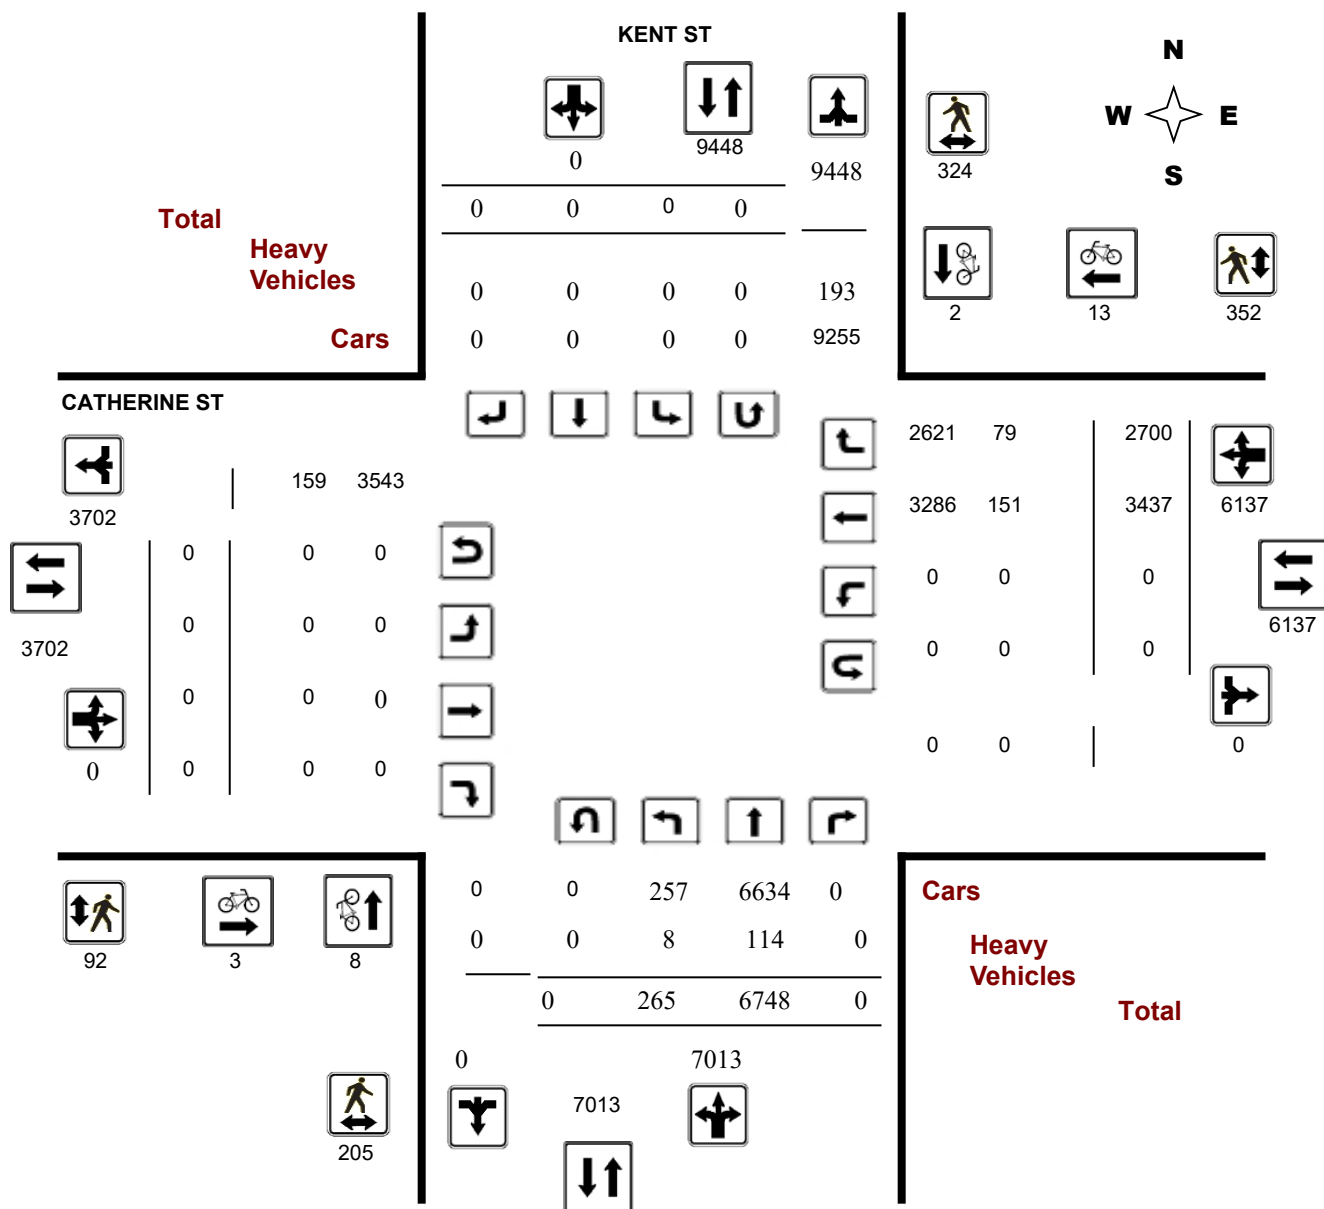 KENT ST
N
W E
S
0
9448
9448
324
Total
0 0 0 0
Heavy
Vehicles
0 0 0 0 193
2 13 352
Cars
0 0 0 0 9255
CATHERINE ST
2621 79 2700
159 3543
3286 151 3437 6137
3702
0 0 0
0 0 0
0 0 0
3702
6137
0 0 0
0 0 0
0
0 0 0
0 0 0
0 0 257 6634 0
Cars
0 0 8 114 0
Heavy
Vehicles
92 3 8
0 265 6748 0
Total
0 7013
7013
205